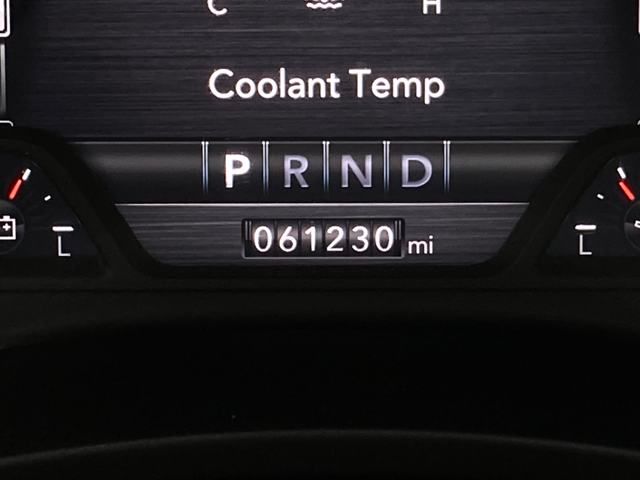 C H
Coolant Temp
P R N D
L L
061230 mi